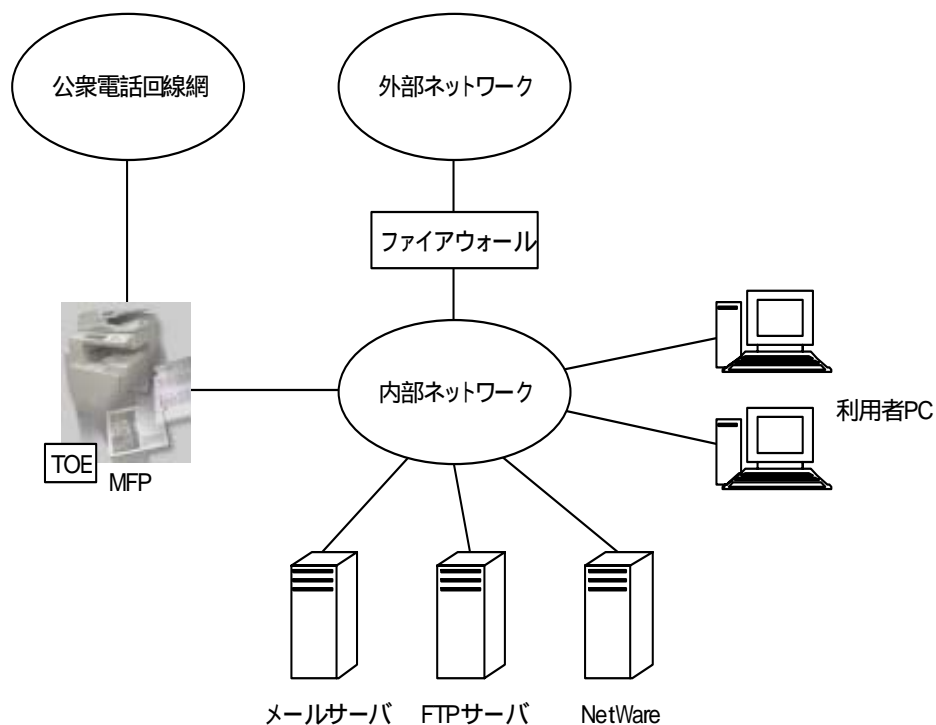 公衆電話回線網
外部ネットワーク
ファイアウォール
内部ネットワーク
利用者PC
TOE
MFP
メールサーバ
FTPサーバ
NetWare